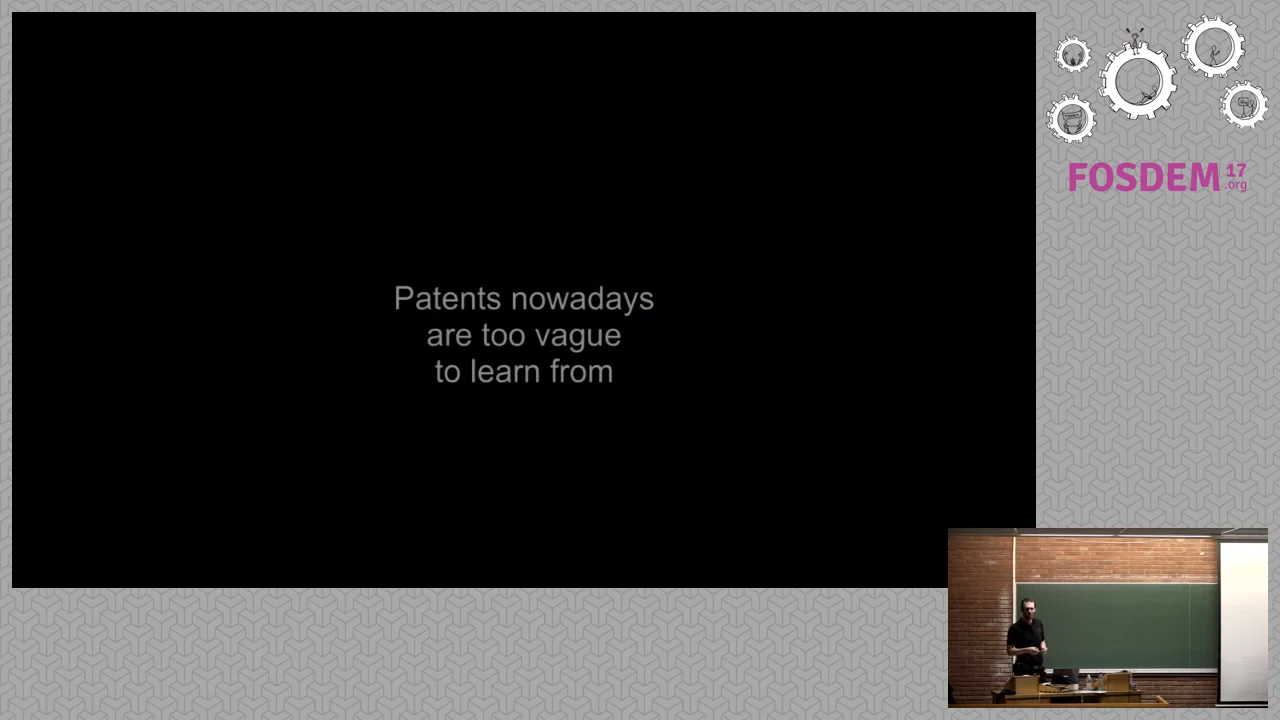 Patents nowadays
are too vague
to learn from
FOSDEM 17
.org